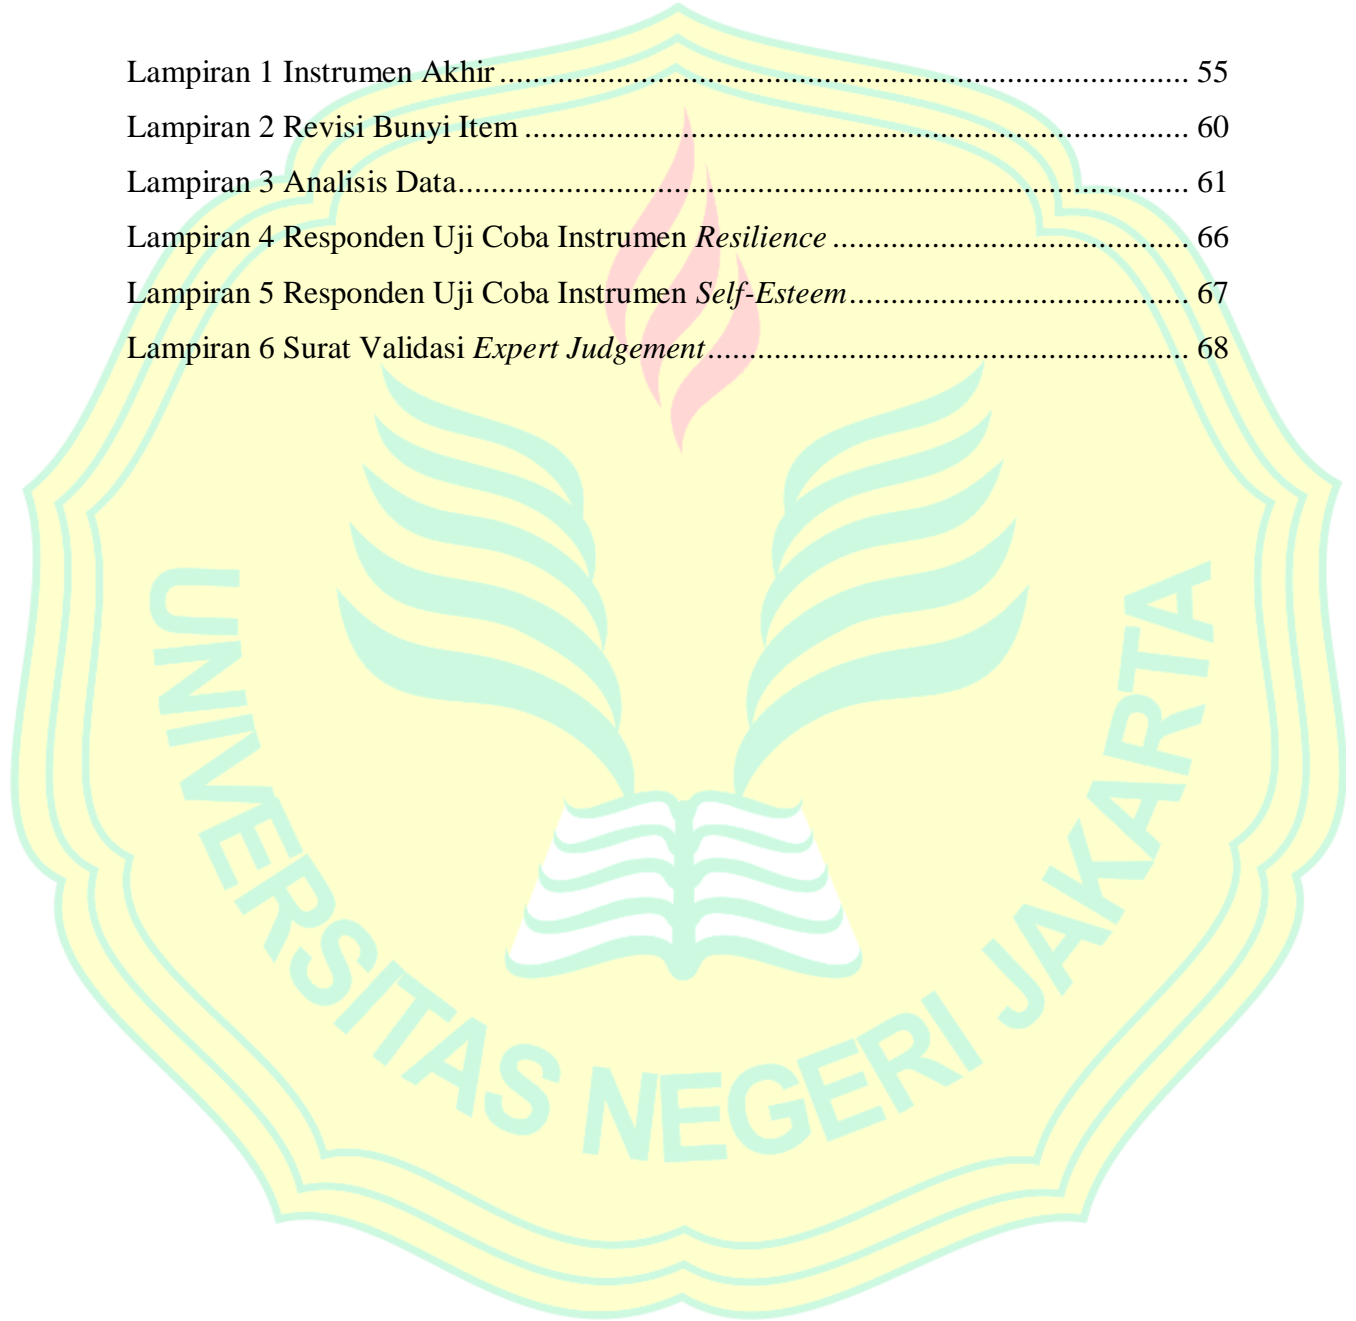 Lampiran 1 Instrumen Akhir ........................................................................................ 55
Lampiran 2 Revisi Bunyi Item ..................................................................................... 60
Lampiran 3 Analisis Data............................................................................................. 61
Lampiran 4 Responden Uji Coba Instrumen Resilience ............................................. 66
Lampiran 5 Responden Uji Coba Instrumen Self-Esteem........................................... 67
Lampiran 6 Surat Validasi Expert Judgement............................................................. 68
UNIVERSITAS NEGERI JAKARTA